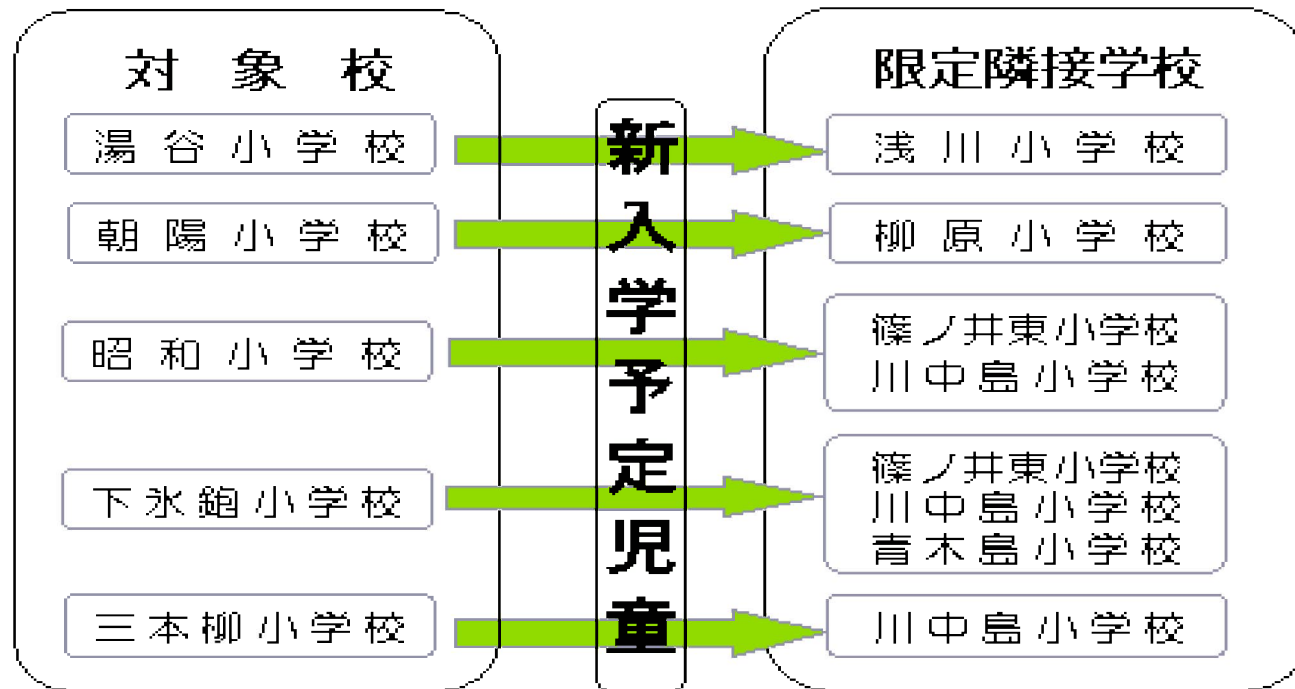 対象校
湯谷小学校
朝陽小学校
昭和小学校
下氷鉋小学校
三本柳小学校
新入学予定児童
限定隣接学校
浅川小学校
柳原小学校
篠ノ井東小学校
川中島小学校
篠ノ井東小学校
川中島小学校
青木島小学校
川中島小学校